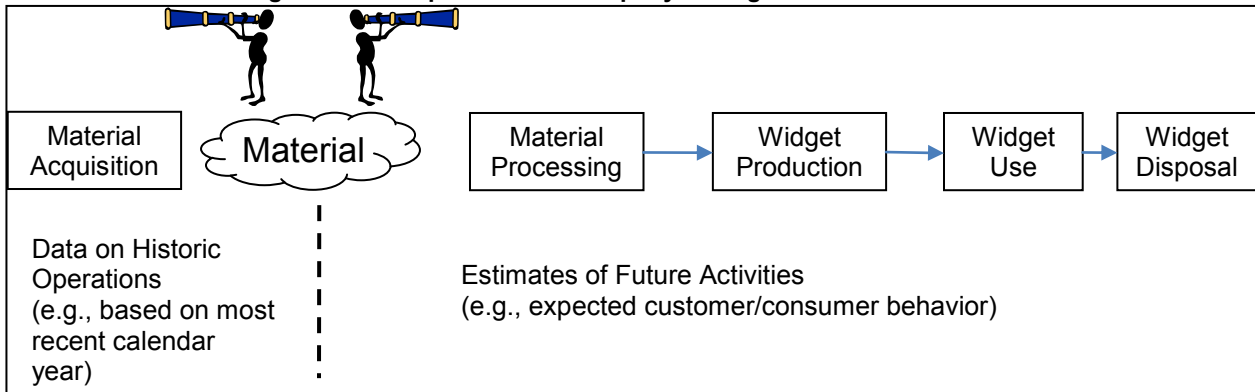 Material
Acquisition
Material
Material
Processing
Widget
Production
Widget
Use
Widget
Disposal
Data on Historic
Operations
(e.g., based on most
recent calendar
year)
Estimates of Future Activities
(e.g., expected customer/consumer behavior)